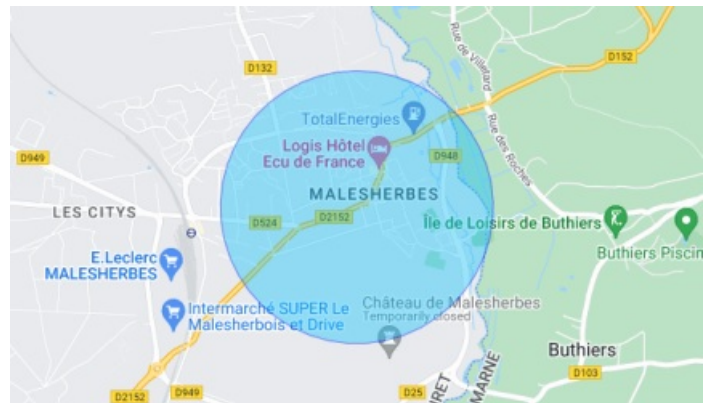 Rue de Villetard
D152
D132
TotalEnergies
Rue des Roches
Logis Hôtel
Ecu de France
D948
D949
MALESHERBES
LES CITYS
D524
D2152
Île de Loisirs de Buthiers
E.Leclerc
MALESHERBES
Buthiers Piscin
Intermarché SUPER Le
Malesherbois et Drive
Château de Malesherbes
Temporarily closed
Buthiers
D103
D2152
D949
D25
RET
MARNE